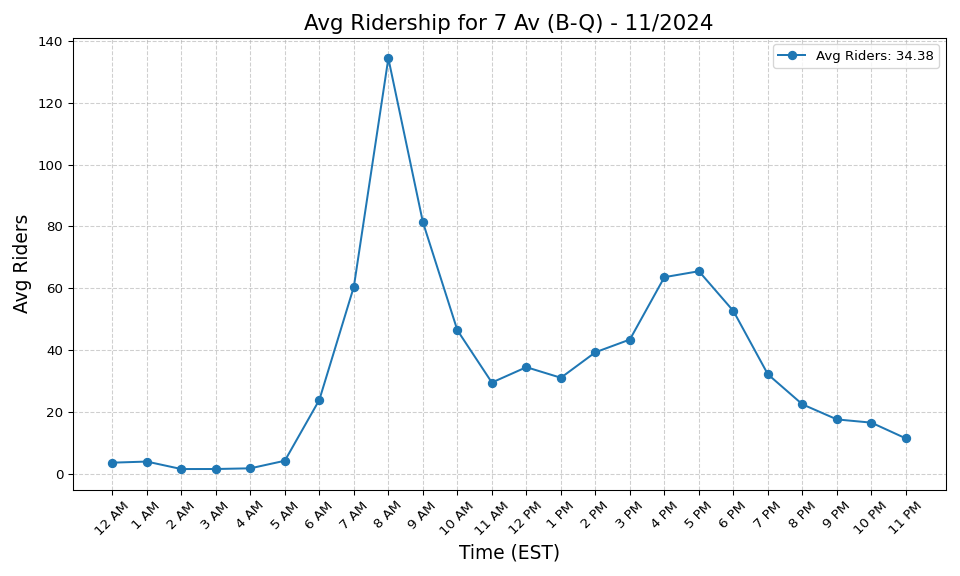 Avg Ridership for 7 Av (B-Q) - 11/2024
Avg Riders: 34.38
Avg Riders
140
120
100
80
60
40
20
0
12 AM
1 AM
2 AM
3 AM
4 AM
5 AM
6 AM
7 AM
8 AM
9 AM
10 AM
11 AM
12 PM
1 PM
2 PM
3 PM
4 PM
5 PM
6 PM
7 PM
8 PM
9 PM
10 PM
11 PM
Time (EST)